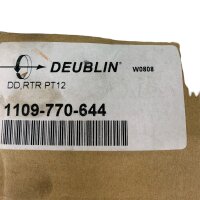 DEUBLIN®
W0808
DD,RTR PT12
1109-770-644